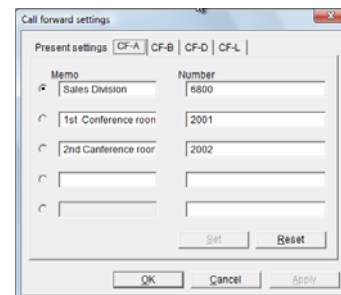 Call forward settings
Present settings CF-A CF-B CF-D CF-L
Memo Number
Sales Division 6800
1st Conference roon 2001
2nd Canference roor 2002
Set Reset
OK Cancel Apply